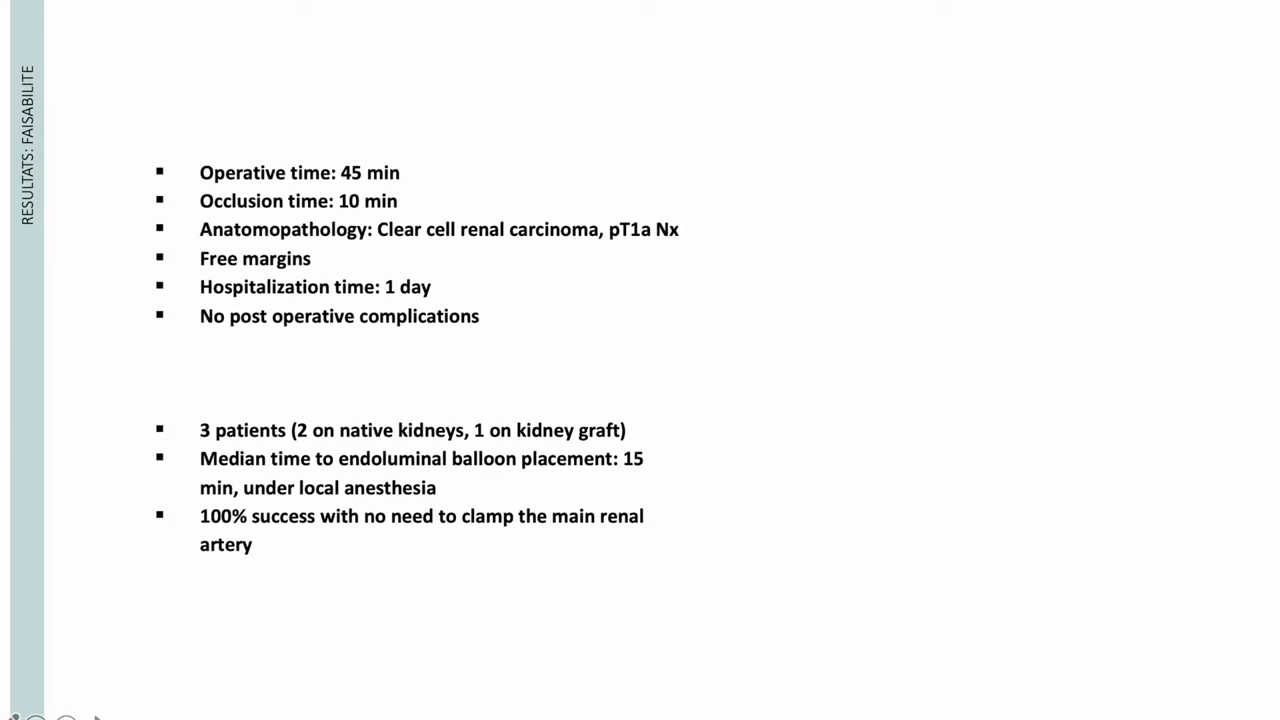 RESULTATS: FAISABILITE
▪ Operative time: 45 min
▪ Occlusion time: 10 min
▪ Anatomopathology: Clear cell renal carcinoma, pT1a Nx
▪ Free margins
▪ Hospitalization time: 1 day
▪ No post operative complications
▪ 3 patients (2 on native kidneys, 1 on kidney graft)
▪ Median time to endoluminal balloon placement: 15
min, under local anesthesia
▪ 100% success with no need to clamp the main renal
artery